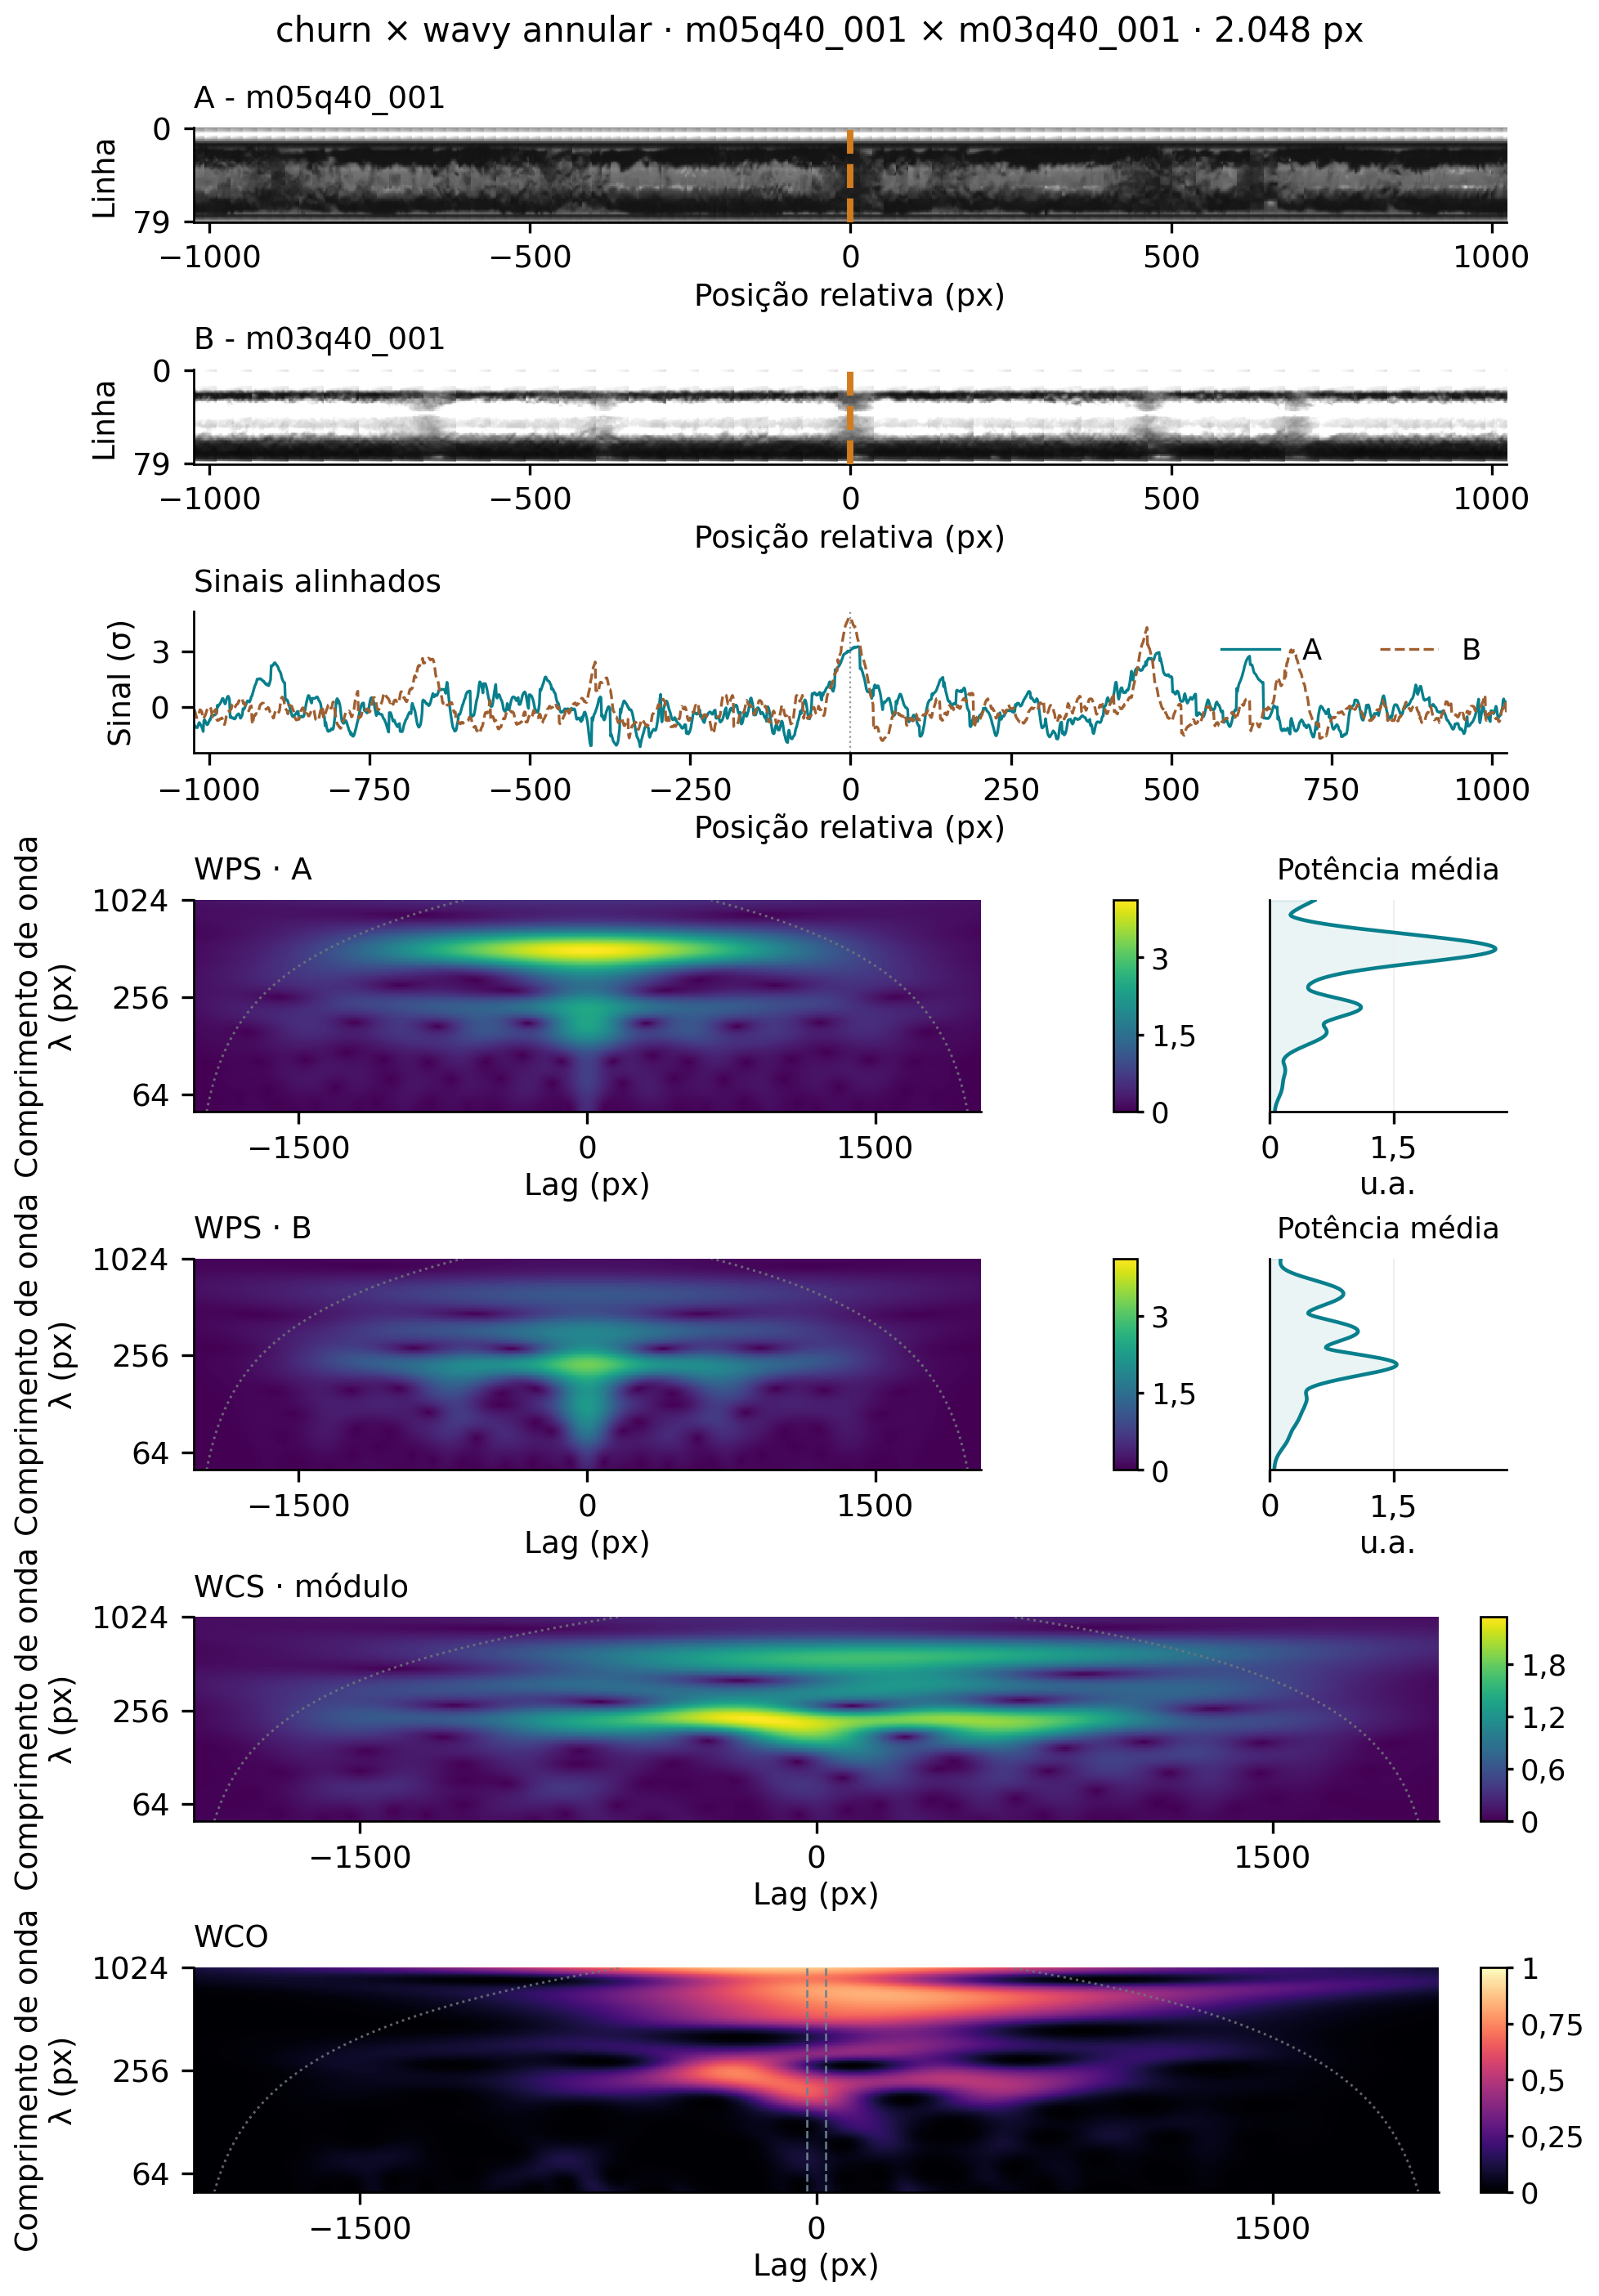 churn × wavy annular · m05q40_001 × m03q40_001 · 2.048 px
A - m05q40_001
Linha
0
79
−1000 −500 0 500 1000
Posição relativa (px)
B - m03q40_001
Linha
0
79
−1000 −500 0 500 1000
Posição relativa (px)
Sinais alinhados
Sinal (σ)
3
0
A B
−1000 −750 −500 −250 0 250 500 750 1000
Posição relativa (px)
WPS · A
Comprimento de onda
λ (px)
1024
256
64
−1500 0 1500
Lag (px)
3
1,5
0
Potência média
0 1,5
u.a.
WPS · B
Comprimento de onda
λ (px)
1024
256
64
−1500 0 1500
Lag (px)
3
1,5
0
Potência média
0 1,5
u.a.
WCS · módulo
Comprimento de onda
λ (px)
1024
256
64
−1500 0 1500
Lag (px)
1,8
1,2
0,6
0
WCO
Comprimento de onda
λ (px)
1024
256
64
−1500 0 1500
Lag (px)
1
0,75
0,5
0,25
0